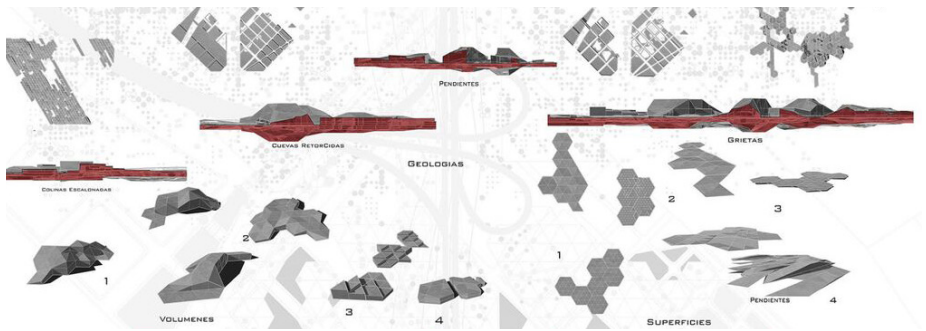 PENDIENTES
CUEVAS RETORCIDAS
GRIETAS
GEOLOGIAS
COLINAS ESCALONADAS
2
3
2
1
1
PENDIENTES
4
3
4
VOLUMENES
SUPERFICIES